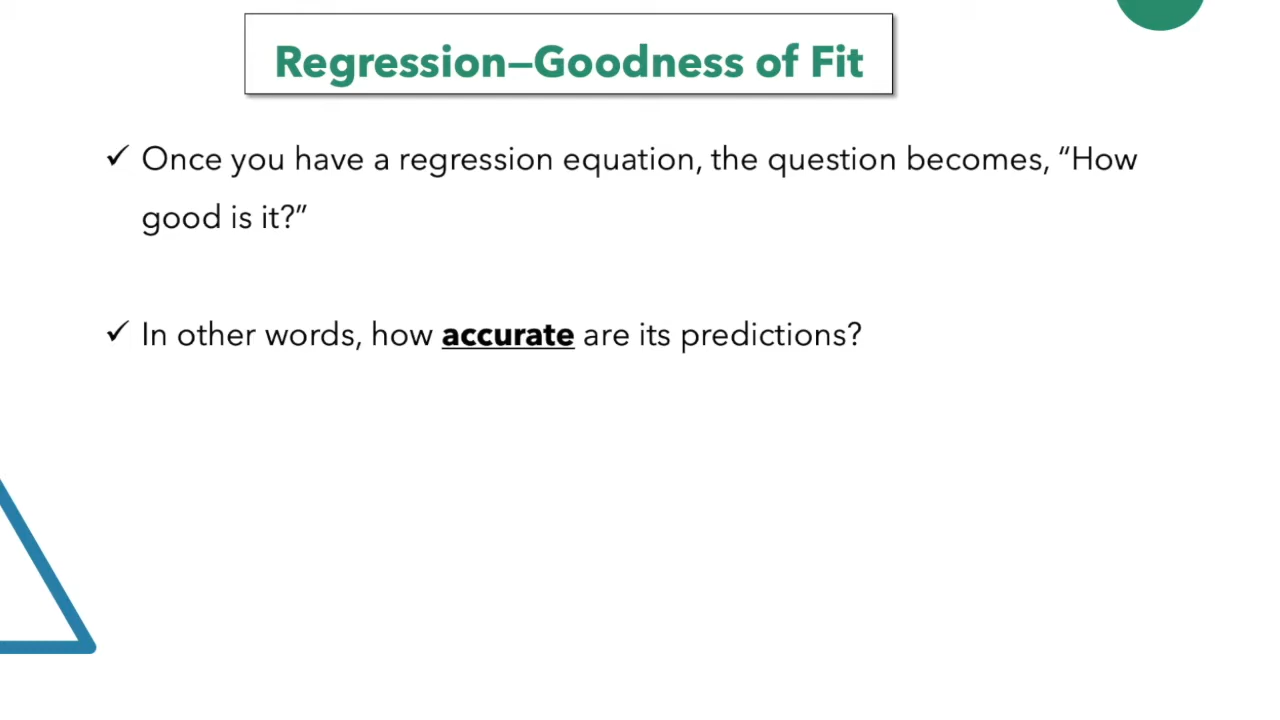 Regression—Goodness of Fit
✓ Once you have a regression equation, the question becomes, “How
good is it?”
✓ In other words, how accurate are its predictions?